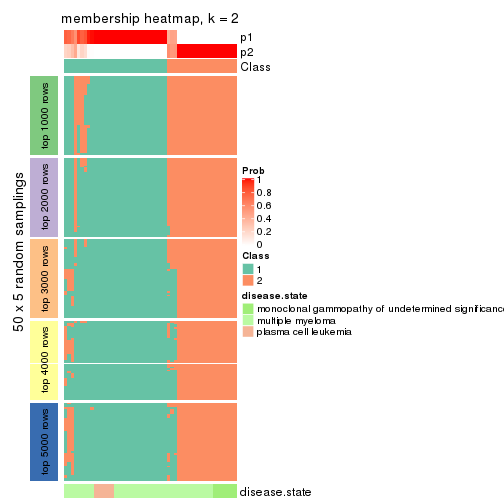 membership heatmap, k = 2
p1
p2
Class
50 x 5 random samplings
top 1000 rows
top 2000 rows
top 3000 rows
top 4000 rows
top 5000 rows
Prob
1
0.8
0.6
0.4
0.2
0
Class
1
2
disease.state
monoclonal gammopathy of undetermined significance
multiple myeloma
plasma cell leukemia
disease.state